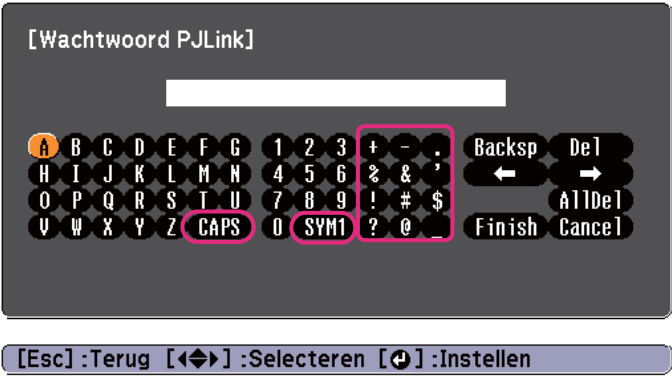 [Wachtwoord PJLink]
A B C D E F G 1 2 3 + - . Backsp Del
H I J K L M N 4 5 6 % & ’ ← →
O P Q R S T U 7 8 9 ! # $ AllDel
V W X Y Z CAPS 0 SYM1 ? @ _ Finish Cancel
[Esc] :Terug [◆] :Selecteren [↵] :Instellen